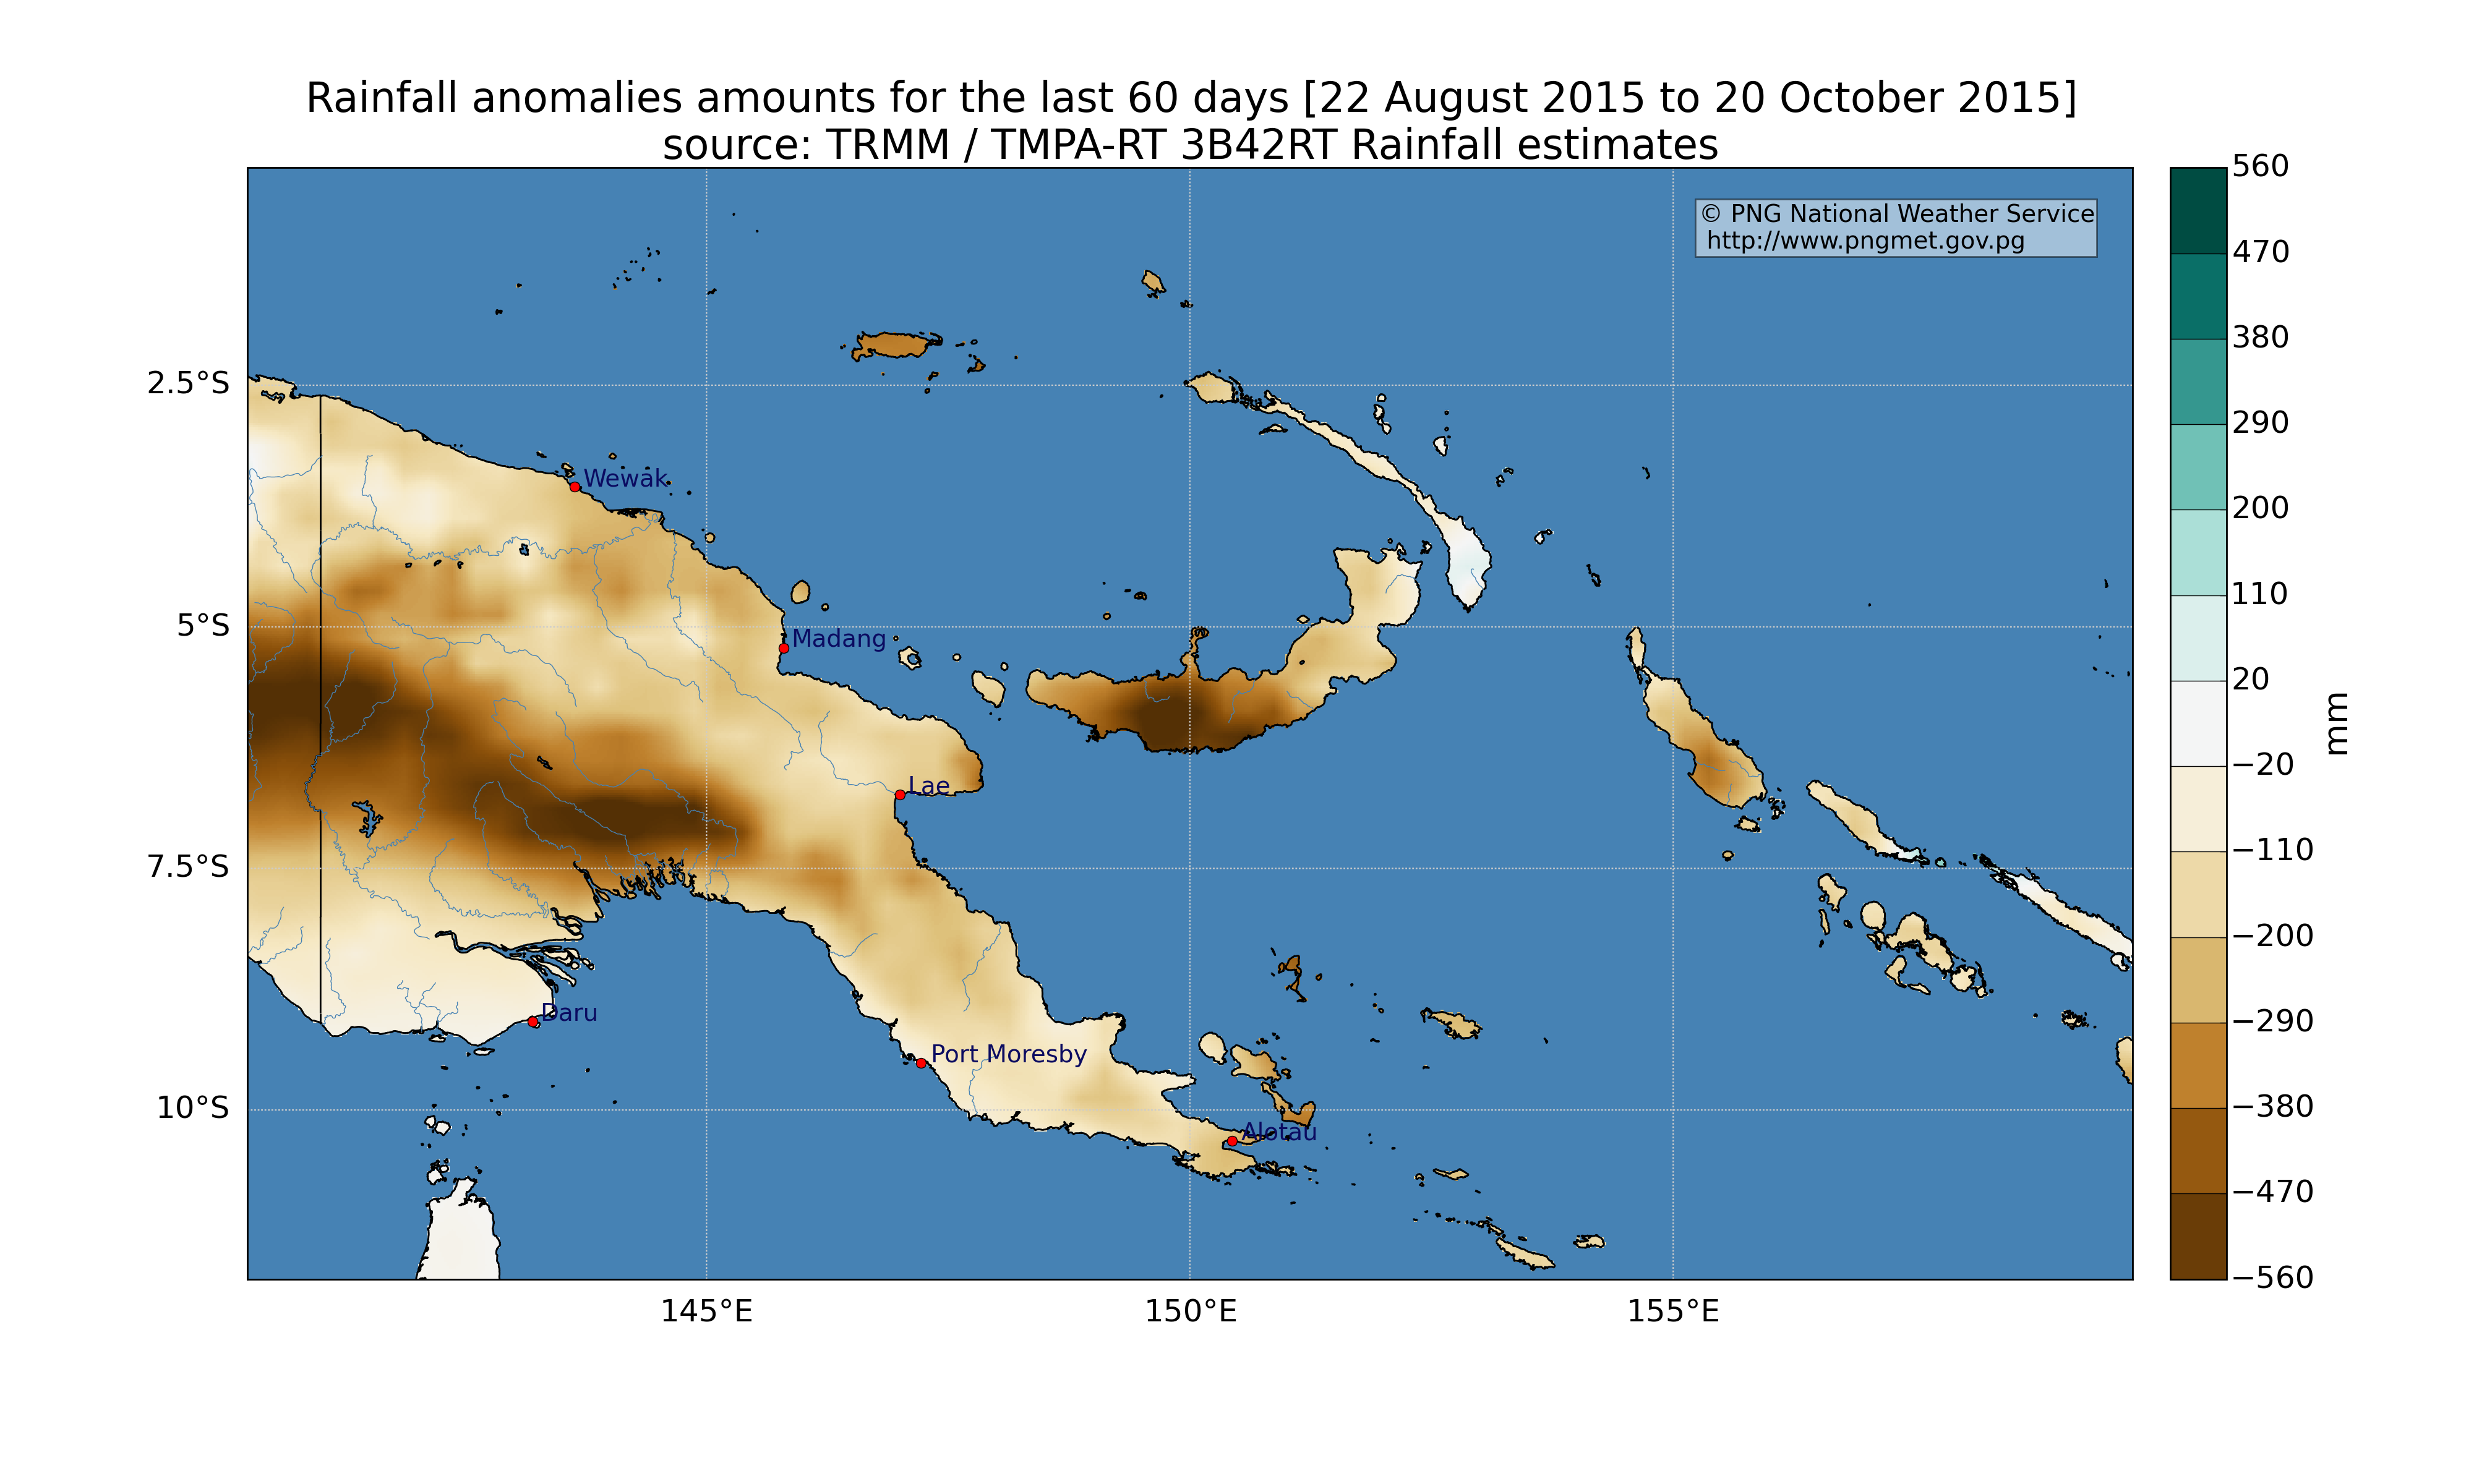 Rainfall anomalies amounts for the last 60 days [22 August 2015 to 20 October 2015]
source: TRMM / TMPA-RT 3B42RT Rainfall estimates
© PNG National Weather Service
http://www.pngmet.gov.pg
2.5°S
5°S
7.5°S
10°S
Wewak
Madang
Lae
Daru
Port Moresby
Alotau
145°E
150°E
155°E
560
470
380
290
200
110
20
−20
−110
−200
−290
−380
−470
−560
mm